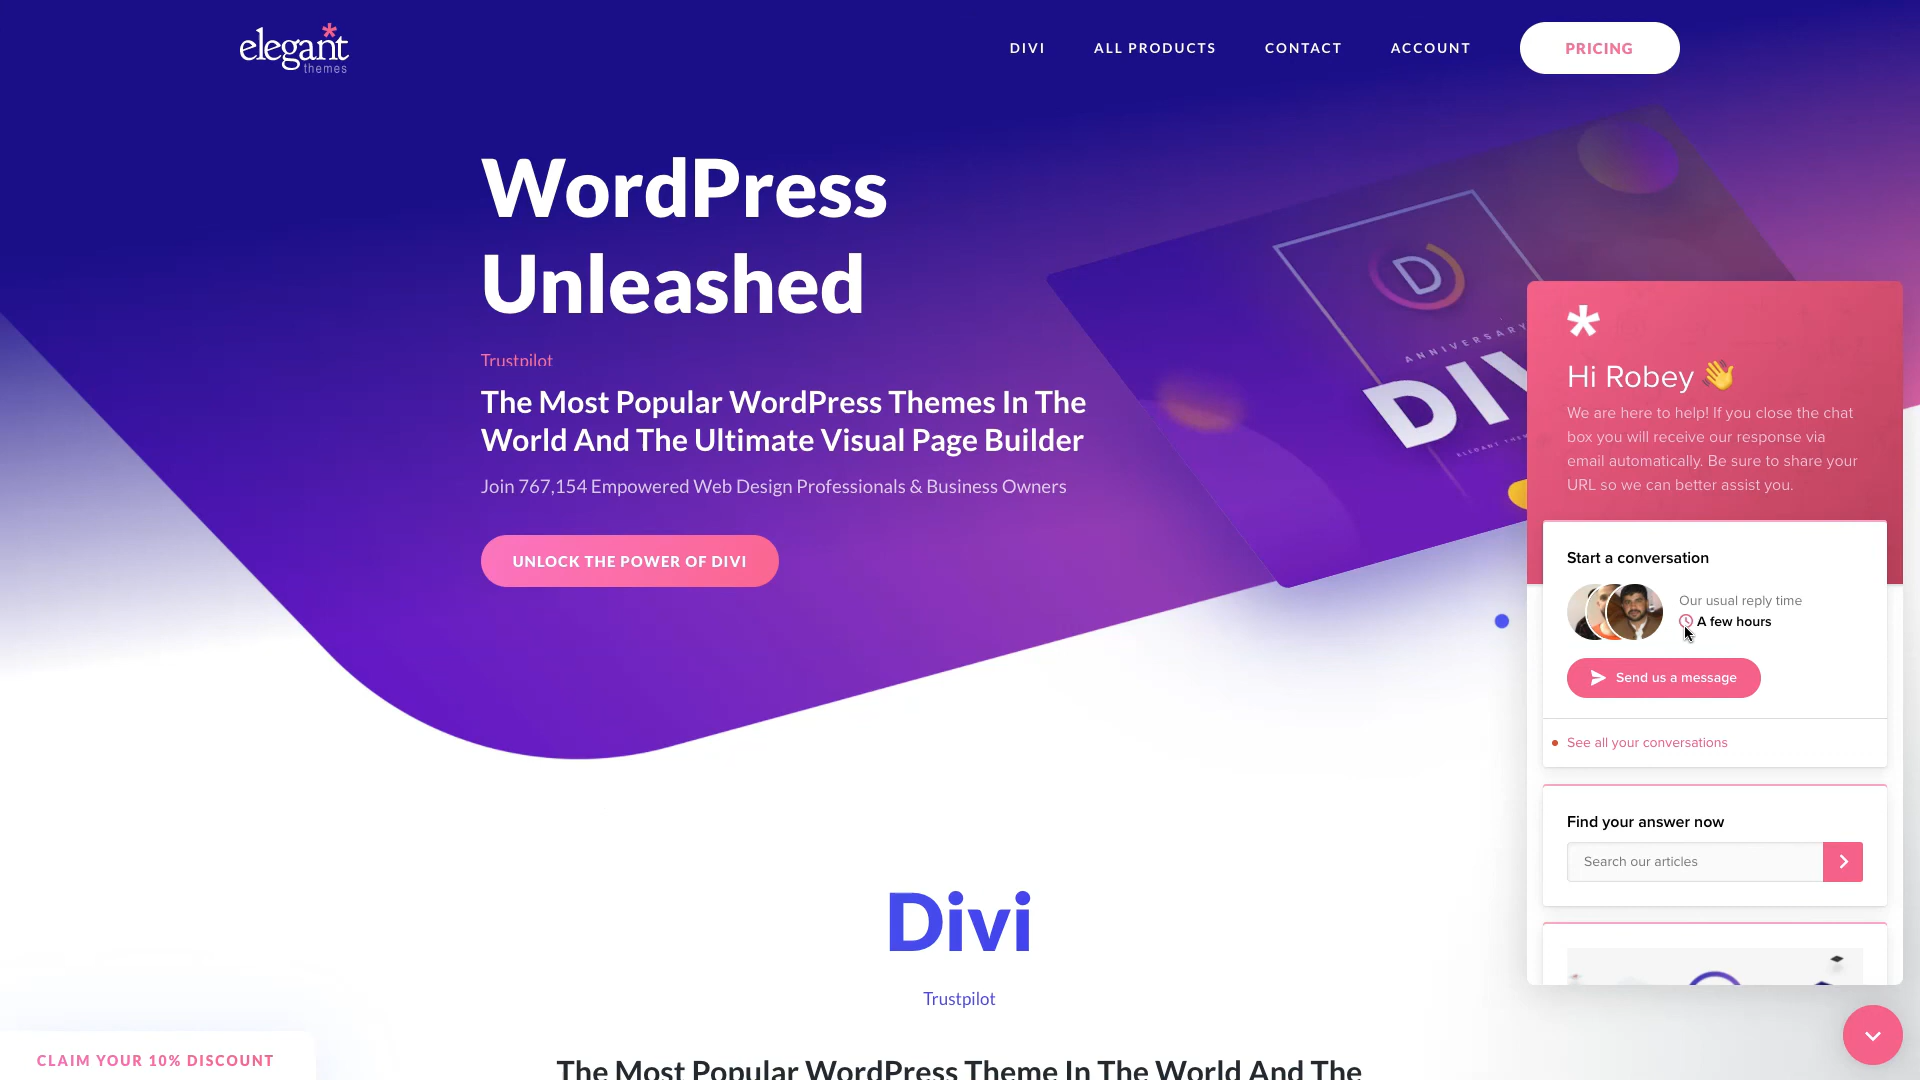 elegant
themes
DIVI
ALL PRODUCTS
CONTACT
ACCOUNT
PRICING
WordPress
Unleashed
Trustpilot
The Most Popular WordPress Themes In The
World And The Ultimate Visual Page Builder
Join 767,154 Empowered Web Design Professionals & Business Owners
UNLOCK THE POWER OF DIVI
D
ANNIVERSARY
Hi Robey 👋
We are here to help! If you close the chat
box you will receive our response via
email automatically. Be sure to share your
URL so we can better assist you.
Start a conversation
Our usual reply time
A few hours
Send us a message
See all your conversations
Find your answer now
Search our articles
Divi
Trustpilot
The Most Popular WordPress Theme In The World And The
CLAIM YOUR 10% DISCOUNT